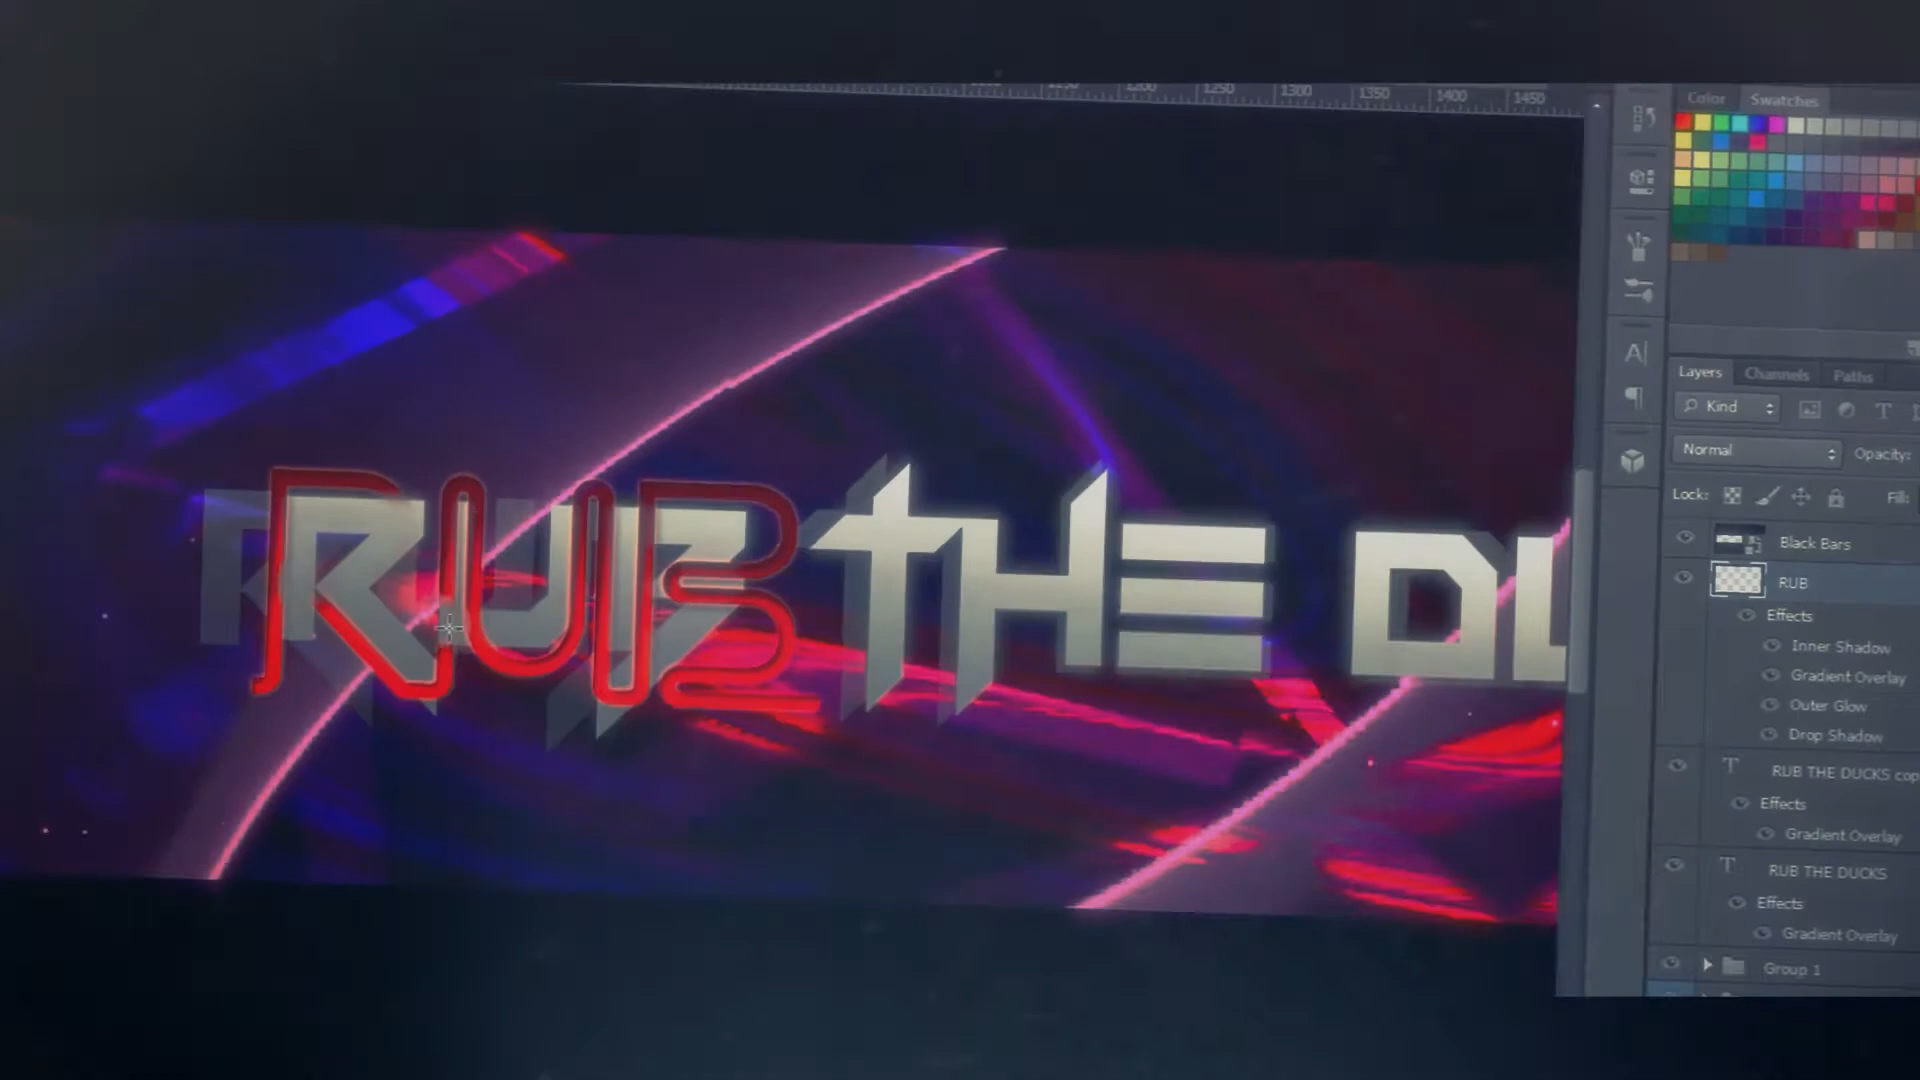 1200 1250 1300 1350 1400 1450
Color Swatches
RUB THE DU
RUB
Layers Channels Paths
Kind
Normal Opacity:
Lock: Fill:
Black Bars
RUB
Effects
Inner Shadow
Gradient Overlay
Outer Glow
Drop Shadow
RUB THE DUCKS cop
Effects
Gradient Overlay
RUB THE DUCKS
Effects
Gradient Overlay
Group 1